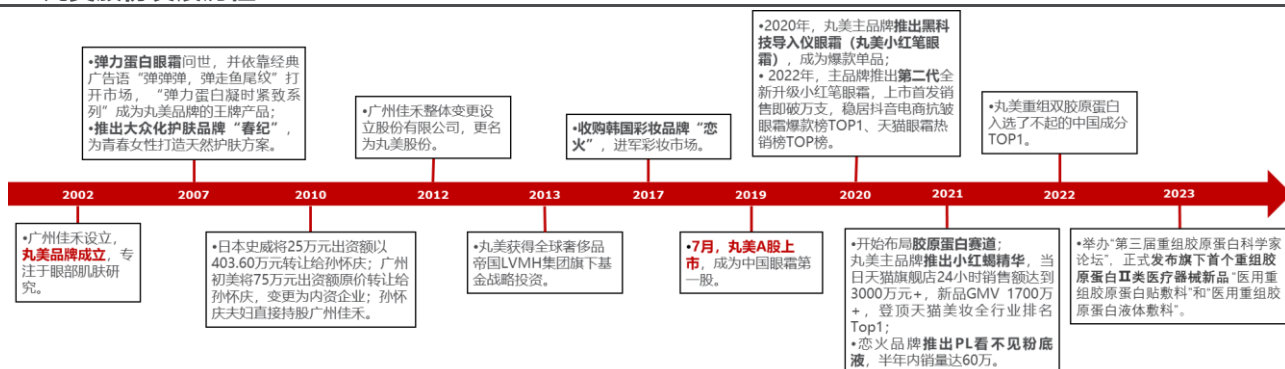 •弹力蛋白眼霜问世，并依靠经典
广告语“弹弹弹，弹走鱼尾纹”打
开市场，“弹力蛋白凝时紧致系
列”成为丸美品牌的王牌产品；
•推出大众化护肤品牌“春纪”，
为青春女性打造天然护肤方案。
•广州佳禾整体变更设
立股份有限公司，更名
为丸美股份。
•收购韩国彩妆品牌“恋
火”，进军彩妆市场。
•2020年，丸美主品牌推出黑科
技导入仪眼霜（丸美小红笔眼
霜），成为爆款单品；
• 2022年，主品牌推出第二代全
新升级小红笔眼霜，上市首发销
售即破万支，稳居抖音电商抗皱
眼霜爆款榜TOP1、天猫眼霜热
销榜TOP榜。
•丸美重组双胶原蛋白
入选了不起的中国成分
TOP1。
2002 2007 2010 2012 2013 2017 2019 2020 2021 2022 2023
•广州佳禾设立，
丸美品牌成立，专
注于眼部肌肤研
究。
•日本史威将25万元出资额以
403.60万元转让给孙怀庆；广州
初美将75万元出资额原价转让给
孙怀庆，变更为内资企业；孙怀
庆夫妇直接持股广州佳禾。
•丸美获得全球奢侈品
帝国LVMH集团旗下基
金战略投资。
•7月，丸美A股上
市，成为中国眼霜第
一股。
•开始布局胶原蛋白赛道；
丸美主品牌推出小红蝎精华，当
日天猫旗舰店24小时销售额达到
3000万元+，新品GMV 1700万
+，登顶天猫美妆全行业排名
Top1；
•恋火品牌推出PL看不见粉底
液，半年内销量达60万。
•举办“第三届重组胶原蛋白科学家
论坛”，正式发布旗下首个重组胶
原蛋白II类医疗器械新品“医用重
组胶原蛋白贴敷料”和“医用重组胶
原蛋白液体敷料”。